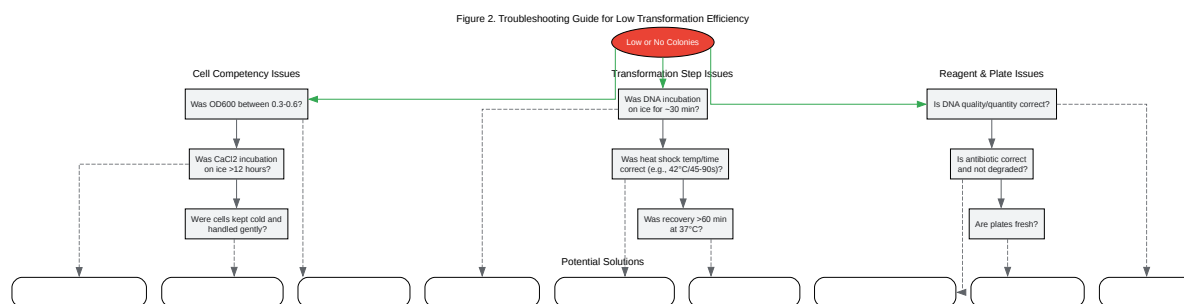 Figure 2. Troubleshooting Guide for Low Transformation Efficiency
Low or No Colonies
Cell Competency Issues
Transformation Step Issues
Reagent & Plate Issues
Was OD600 between 0.3-0.6?
Was DNA incubation
on ice for ~30 min?
Is DNA quality/quantity correct?
Was CaCl2 incubation
on ice >12 hours?
Was heat shock temp/time
correct (e.g., 42°C/45-90s)?
Is antibiotic correct
and not degraded?
Were cells kept cold and
handled gently?
Was recovery >60 min
at 37°C?
Are plates fresh?
Potential Solutions